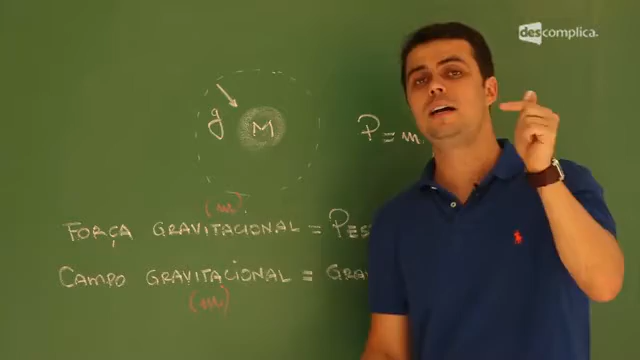 descomplica.
g
M
P = m.
(m)
FORÇA GRAVITACIONAL = PES
CAMPO GRAVITACIONAL = GRA
(m)